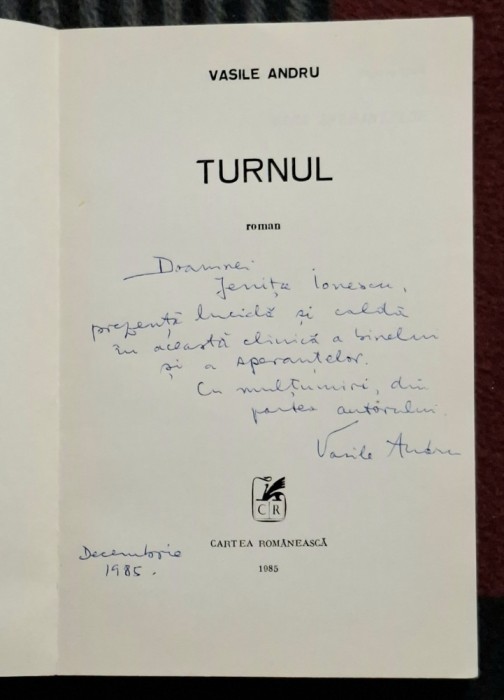 VASILE ANDRU
TURNUL
roman
Doamnei
Jenița Ionescu,
prezență lucidă și caldă
în această clinică a binelui
și a speranțelor.
Cu mulțumiri, din
partea autorului
Vasile Andru
C R
CARTEA ROMÂNEASCĂ
1985
Decembrie
1985.